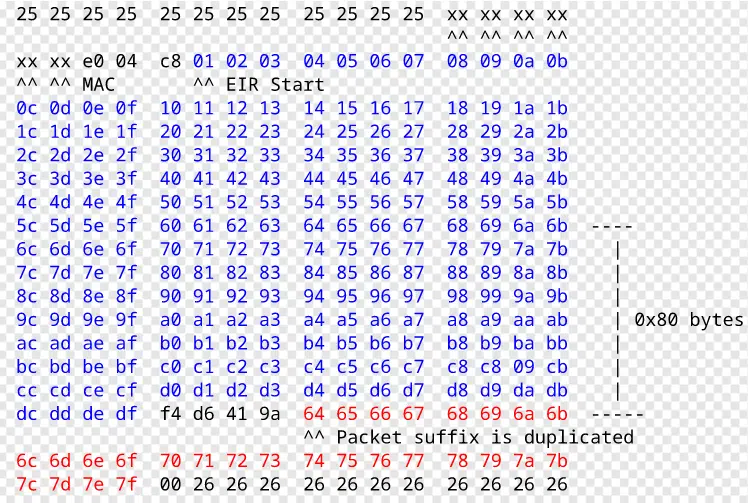 25 25 25 25 25 25 25 25 25 25 25 25 xx xx xx xx
^^ ^^ ^^ ^^
xx xx e0 04 c8 01 02 03 04 05 06 07 08 09 0a 0b
^^ ^^ MAC ^^ EIR Start
0c 0d 0e 0f 10 11 12 13 14 15 16 17 18 19 1a 1b
1c 1d 1e 1f 20 21 22 23 24 25 26 27 28 29 2a 2b
2c 2d 2e 2f 30 31 32 33 34 35 36 37 38 39 3a 3b
3c 3d 3e 3f 40 41 42 43 44 45 46 47 48 49 4a 4b
4c 4d 4e 4f 50 51 52 53 54 55 56 57 58 59 5a 5b
5c 5d 5e 5f 60 61 62 63 64 65 66 67 68 69 6a 6b ----
6c 6d 6e 6f 70 71 72 73 74 75 76 77 78 79 7a 7b |
7c 7d 7e 7f 80 81 82 83 84 85 86 87 88 89 8a 8b |
8c 8d 8e 8f 90 91 92 93 94 95 96 97 98 99 9a 9b |
9c 9d 9e 9f a0 a1 a2 a3 a4 a5 a6 a7 a8 a9 aa ab | 0x80 bytes
ac ad ae af b0 b1 b2 b3 b4 b5 b6 b7 b8 b9 ba bb |
bc bd be bf c0 c1 c2 c3 c4 c5 c6 c7 c8 c8 09 cb |
cc cd ce cf d0 d1 d2 d3 d4 d5 d6 d7 d8 d9 da db |
dc dd de df f4 d6 41 9a 64 65 66 67 68 69 6a 6b -----
^^ Packet suffix is duplicated
6c 6d 6e 6f 70 71 72 73 74 75 76 77 78 79 7a 7b
7c 7d 7e 7f 00 26 26 26 26 26 26 26 26 26 26 26